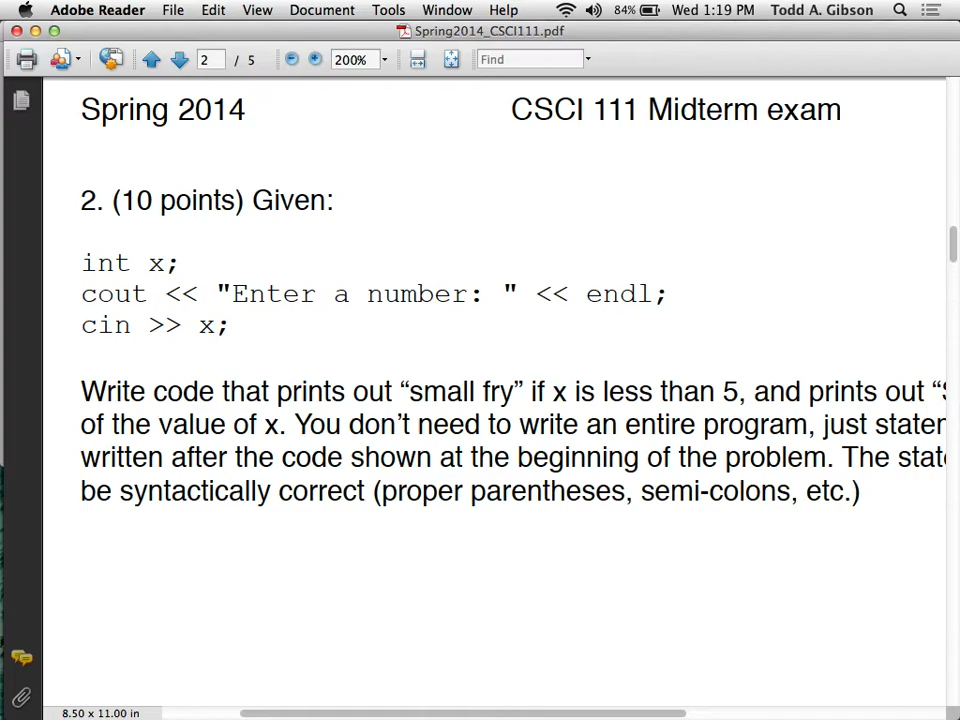 Adobe Reader File Edit View Document Tools Window Help 84% Wed 1:19 PM Todd A. Gibson
Spring2014_CSCI111.pdf
2 / 5 200% Find
Spring 2014 CSCI 111 Midterm exam
2. (10 points) Given:
int x;
cout << "Enter a number: " << endl;
cin >> x;
Write code that prints out “small fry” if x is less than 5, and prints out
of the value of x. You don’t need to write an entire program, just
written after the code shown at the beginning of the problem. The
be syntactically correct (proper parentheses, semi-colons, etc.)
8.50 x 11.00 in